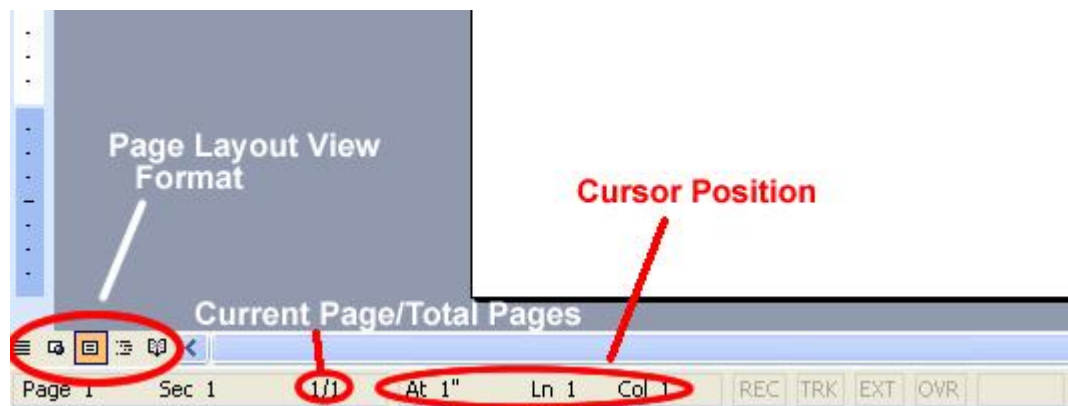 Page Layout View
Format
Cursor Position
Current Page/Total Pages
Page 1 Sec 1 1/1 At 1" Ln 1 Col 1 REC TRK EXT OVR